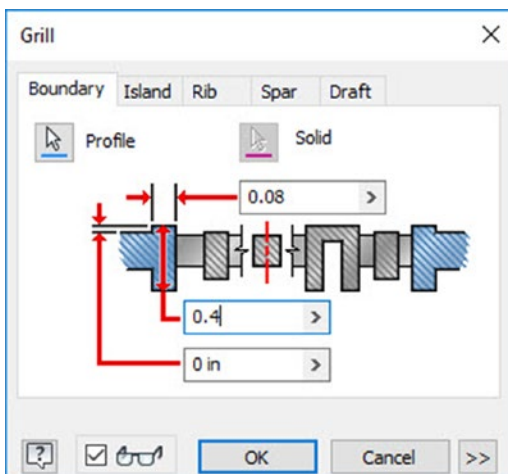 Grill
Boundary Island Rib Spar Draft
Profile Solid
0.08 >
0.4 >
0 in >
? OK Cancel >>